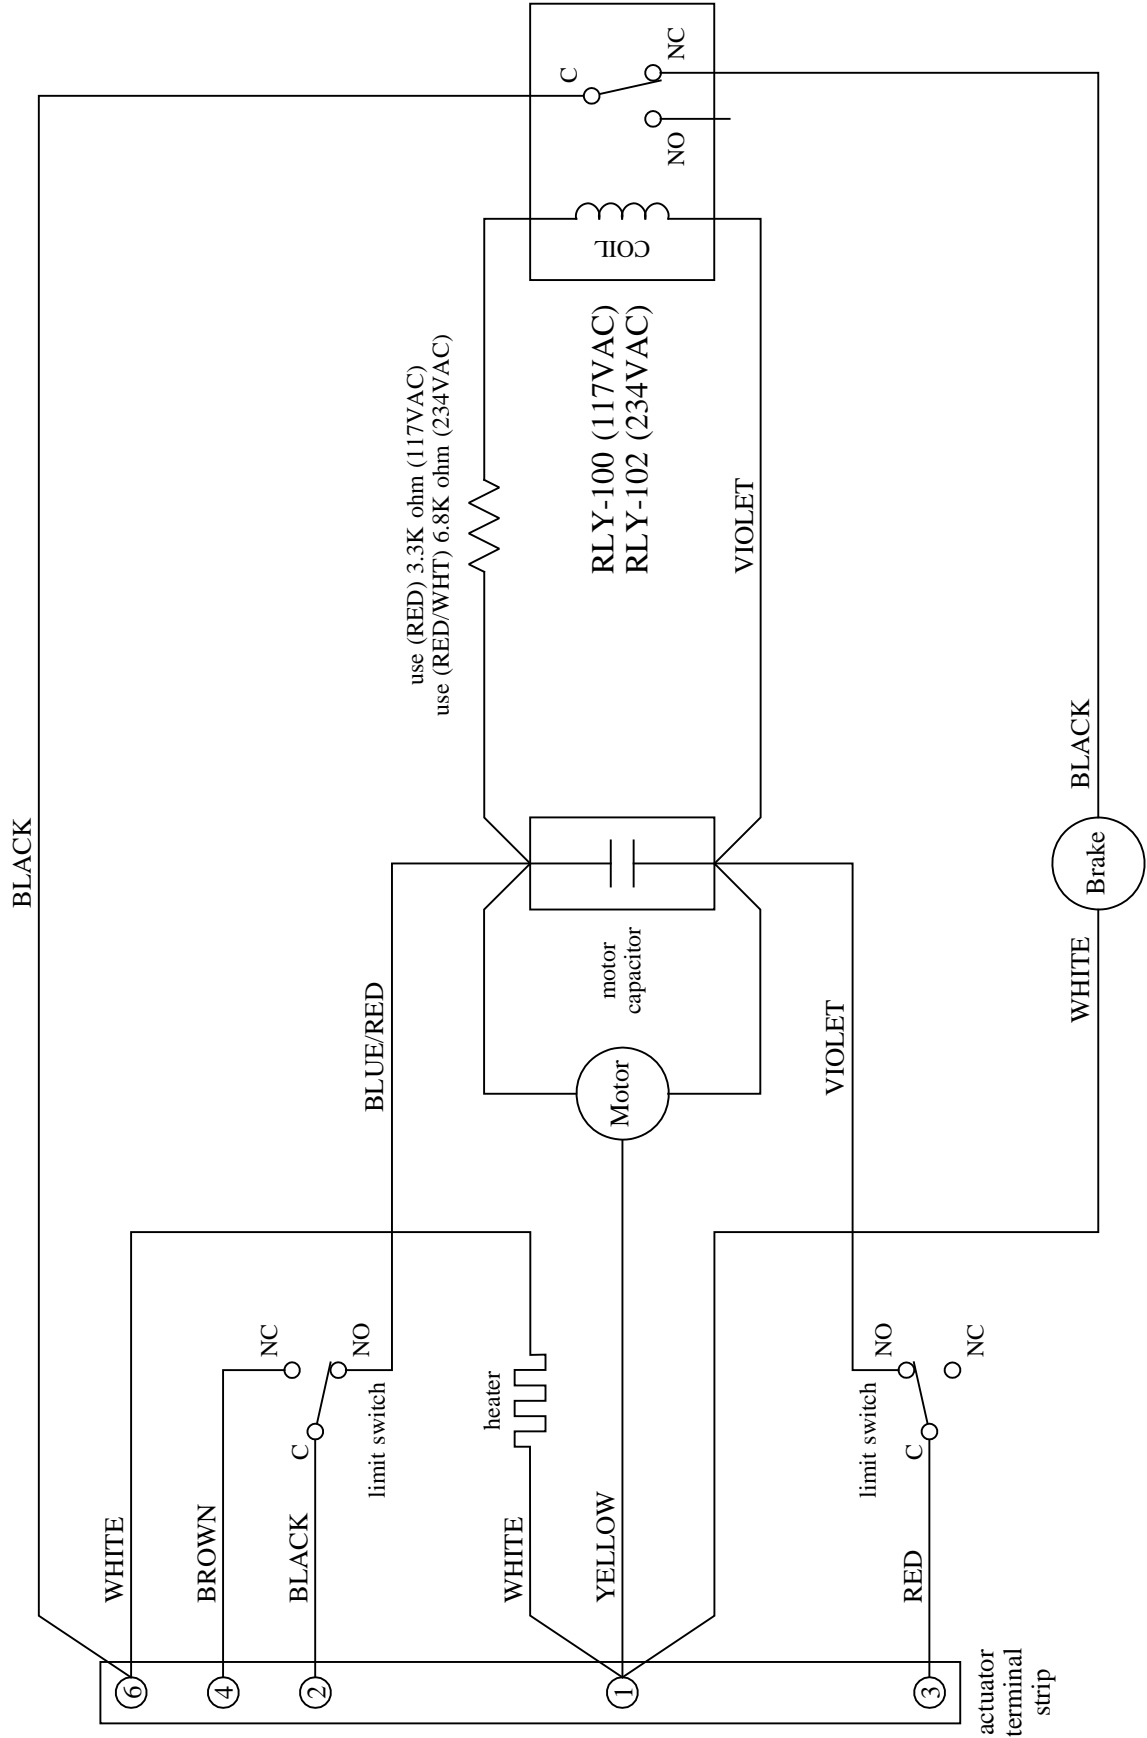 BLACK
C
NC
NO
COIL
RLY-100 (117VAC)
RLY-102 (234VAC)
use (RED) 3.3K ohm (117VAC)
use (RED/WHT) 6.8K ohm (234VAC)
VIOLET
BLACK
Brake
WHITE
motor
capacitor
Motor
BLUE/RED
VIOLET
NC
NO
C
limit switch
heater
NO
NC
C
limit switch
WHITE
BROWN
BLACK
WHITE
YELLOW
RED
6
4
2
1
3
actuator
terminal
strip